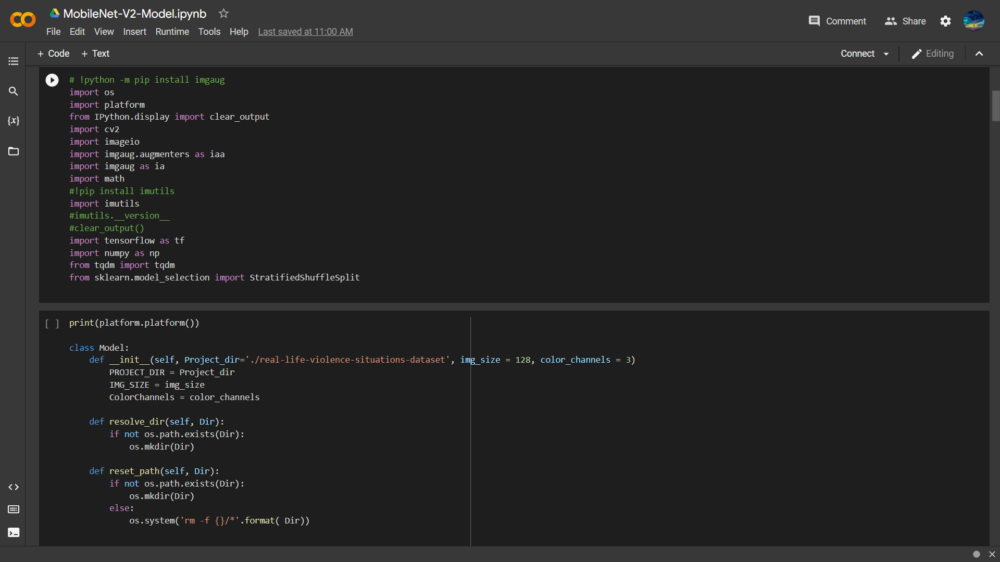 MobileNet-V2-Model.ipynb
File Edit View Insert Runtime Tools Help Last saved at 11:00 AM
Comment Share
+ Code + Text
Connect Editing
# !python -m pip install imgaug
import os
import platform
from IPython.display import clear_output
import cv2
import imageio
import imgaug.augmenters as iaa
import imgaug as ia
import math
#!pip install imutils
import imutils
#imutils.__version__
#clear_output()
import tensorflow as tf
import numpy as np
from tqdm import tqdm
from sklearn.model_selection import StratifiedShuffleSplit
[ ] print(platform.platform())
class Model:
    def __init__(self, Project_dir='./real-life-violence-situations-dataset', img_size = 128, color_channels = 3)
        PROJECT_DIR = Project_dir
        IMG_SIZE = img_size
        ColorChannels = color_channels
    def resolve_dir(self, Dir):
        if not os.path.exists(Dir):
            os.mkdir(Dir)
    def reset_path(self, Dir):
        if not os.path.exists(Dir):
            os.mkdir(Dir)
        else:
            os.system('rm -f {}/*'.format( Dir))